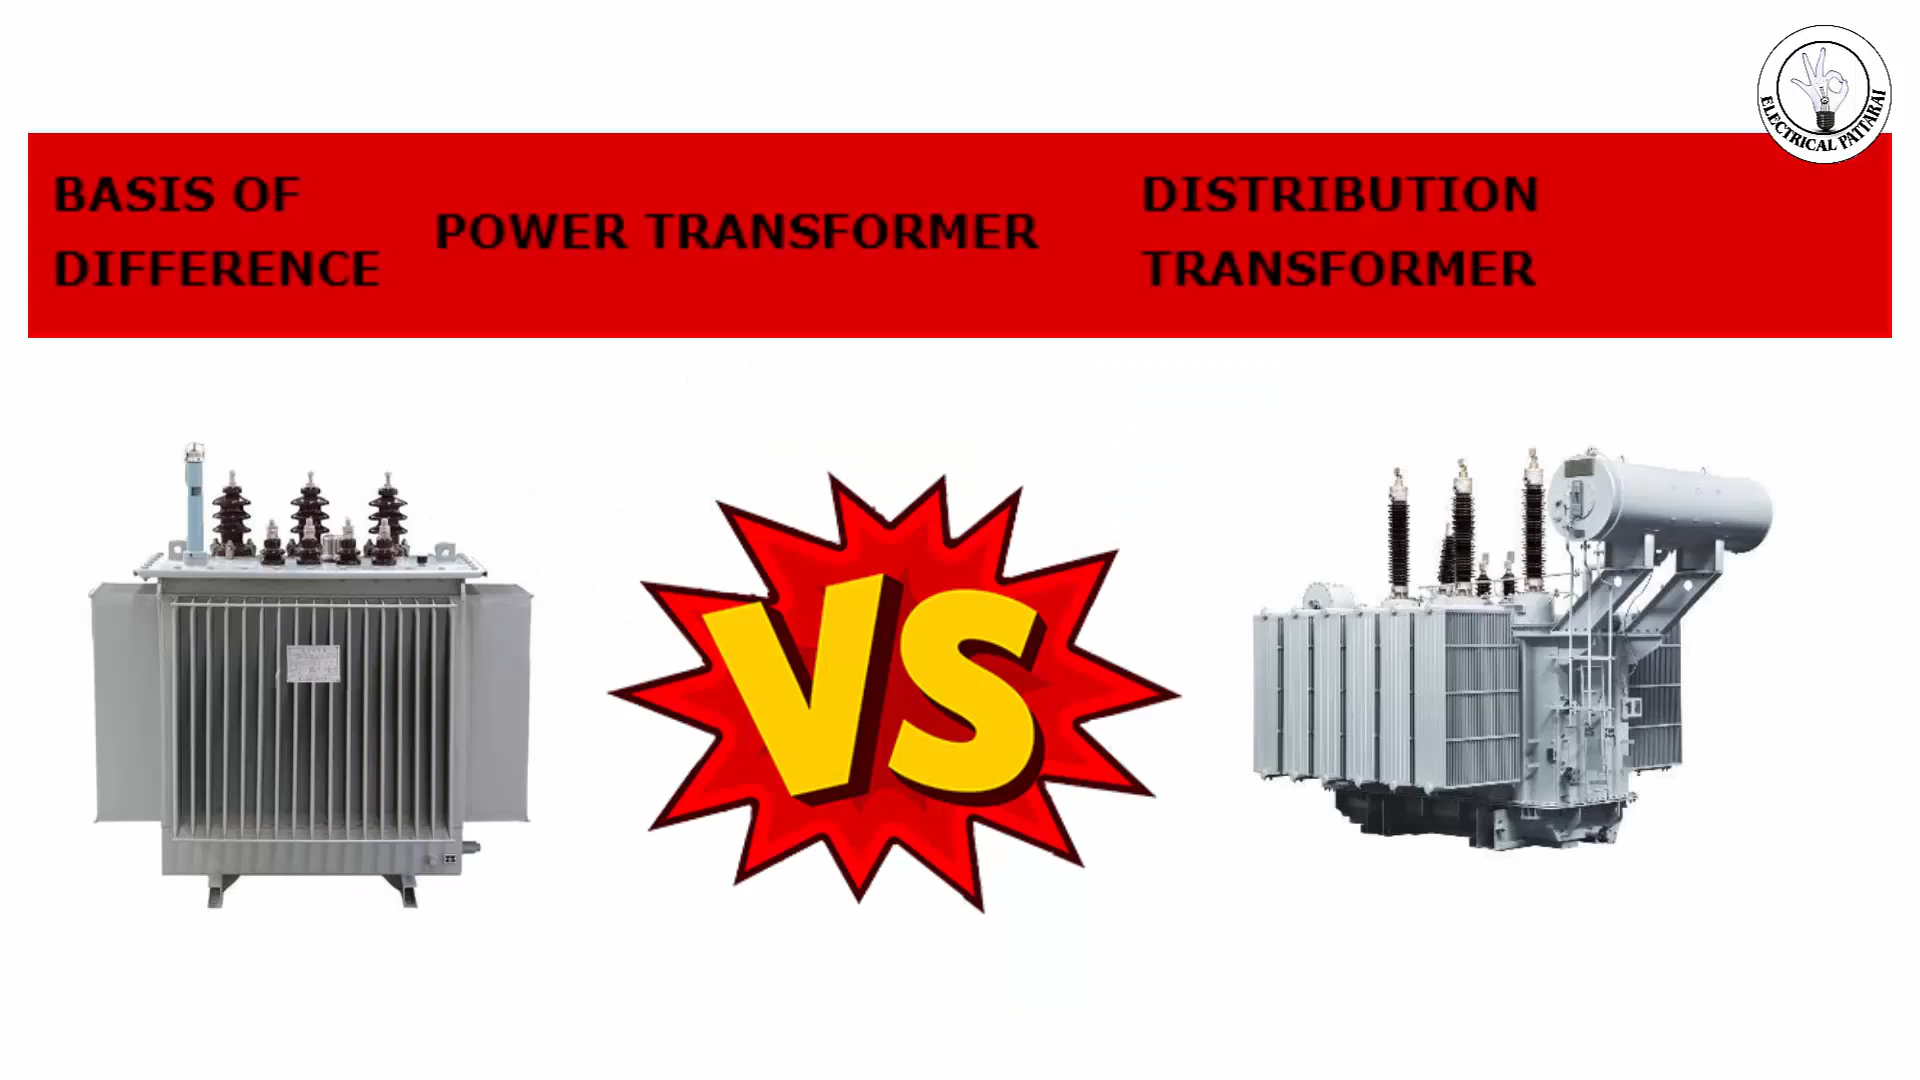 BASIS OF
DIFFERENCE
POWER TRANSFORMER
DISTRIBUTION
TRANSFORMER
ELECTRICAL PATTARAI
VS